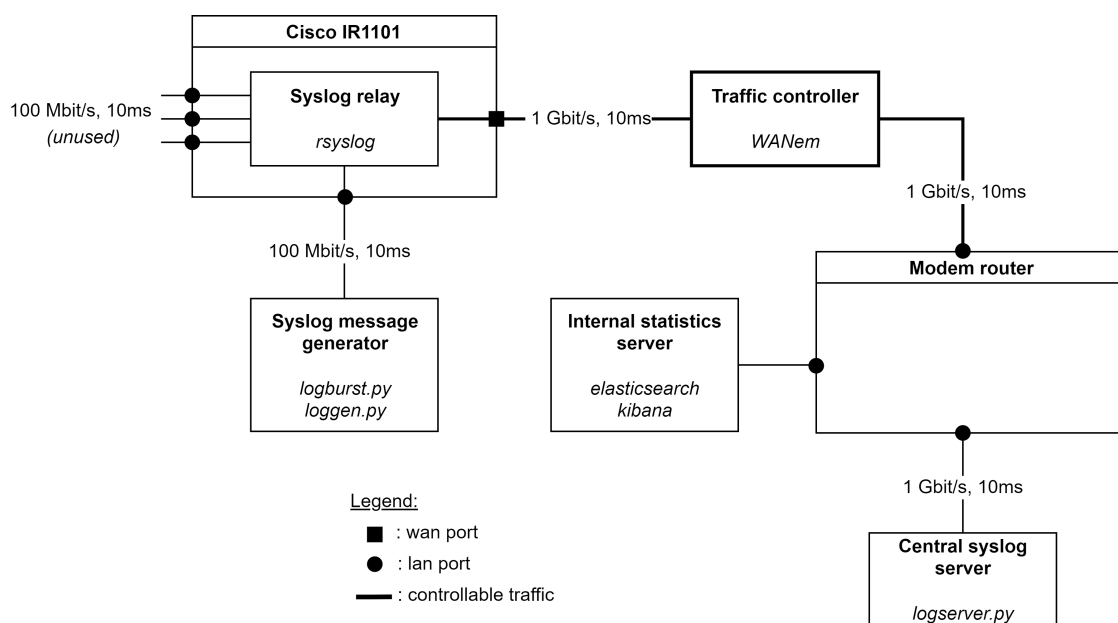 Cisco IR1101
Syslog relay
rsyslog
100 Mbit/s, 10ms
(unused)
1 Gbit/s, 10ms
Traffic controller
WANem
1 Gbit/s, 10ms
100 Mbit/s, 10ms
Modem router
Syslog message
generator
logburst.py
loggen.py
Internal statistics
server
elasticsearch
kibana
1 Gbit/s, 10ms
Central syslog
server
logserver.py
Legend:
: wan port
: lan port
: controllable traffic